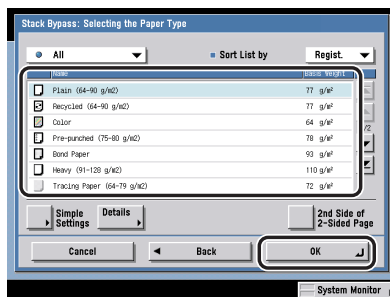 Stack Bypass: Selecting the Paper Type
All
Sort List by
Regist.
Name
Basis Weight
Plain (64-90 g/m2)
77 g/m²
Recycled (64-90 g/m2)
77 g/m²
Color
64 g/m²
Pre-punched (75-80 g/m2)
78 g/m²
Bond Paper
93 g/m²
Heavy (91-128 g/m2)
110 g/m²
Tracing Paper (64-79 g/m2)
72 g/m²
/2
Simple Settings
Details
2nd Side of
2-Sided Page
Cancel
Back
OK
System Monitor